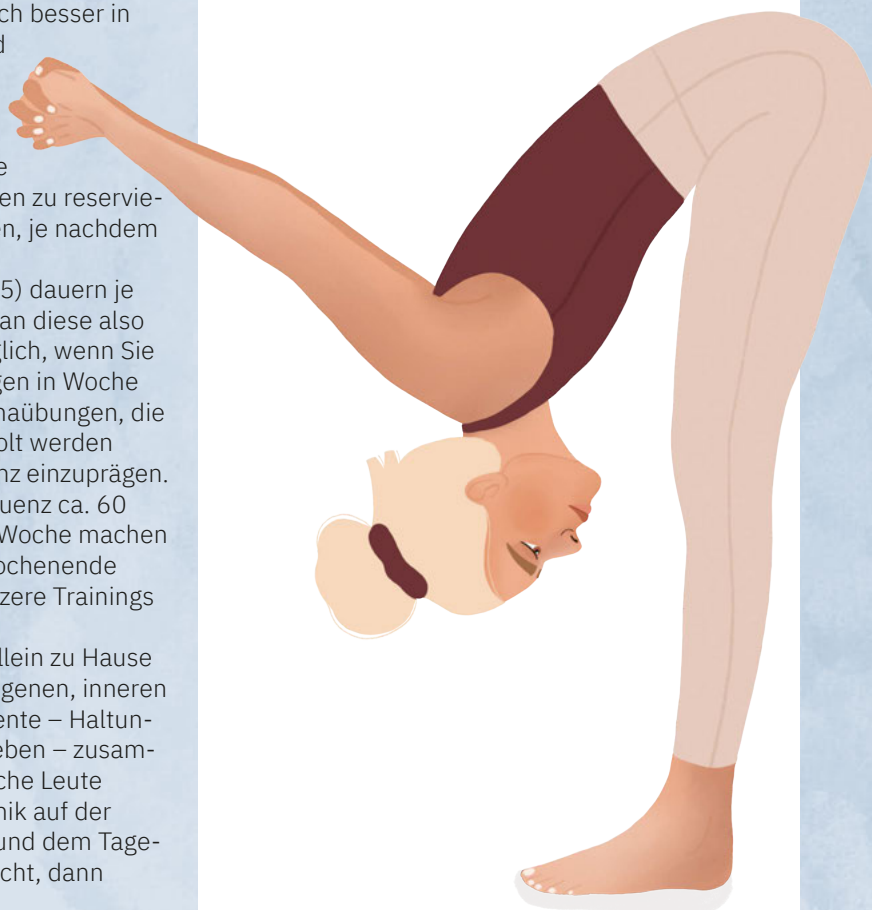 ch besser in
d
e
en zu reservie-
en, je nachdem
5) dauern je
an diese also
glich, wenn Sie
gen in Woche
naübungen, die
olt werden
nz einzuprägen.
quenz ca. 60
Woche machen
ochenende
zere Trainings
llein zu Hause
genen, inneren
ente – Haltun-
eben – zusam-
che Leute
nik auf der
und dem Tage-
cht, dann